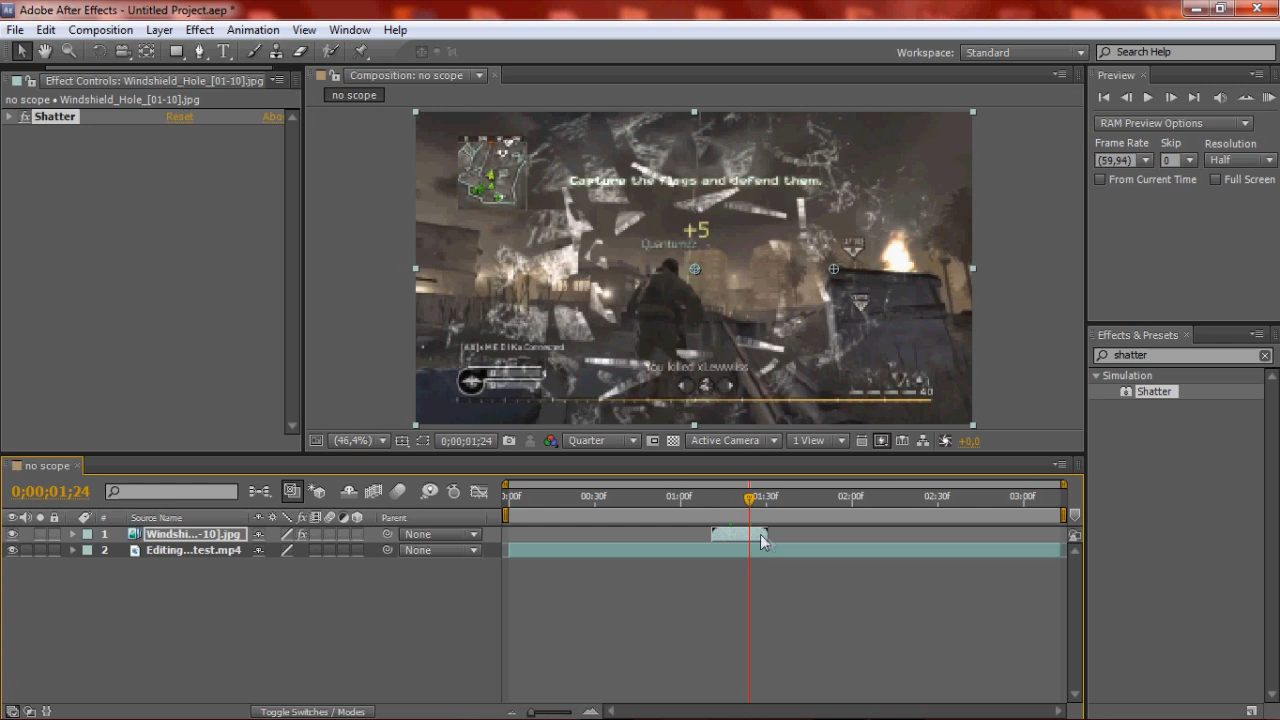 Adobe After Effects - Untitled Project.aep *
File Edit Composition Layer Effect Animation View Window Help
Workspace: Standard Search Help
Effect Controls: Windshield_Hole_[01-10].jpg
no scope • Windshield_Hole_[01-10].jpg
fx Shatter Reset Abo
Composition: no scope
no scope
Capture the flags and defend them.
+5
You killed
(46,4%) 0;00;01;24 Quarter Active Camera 1 View +0,0
Preview
RAM Preview Options
Frame Rate Skip Resolution
(59,94) 0 Half
From Current Time Full Screen
Effects & Presets
shatter
Simulation
Shatter
no scope
0;00;01;24
:00f 00:30f 01:00f 01:30f 02:00f 02:30f 03:00f
# Source Name Parent
1 Windshi...-10].jpg fx None
2 Editing...test.mp4 None
Toggle Switches / Modes